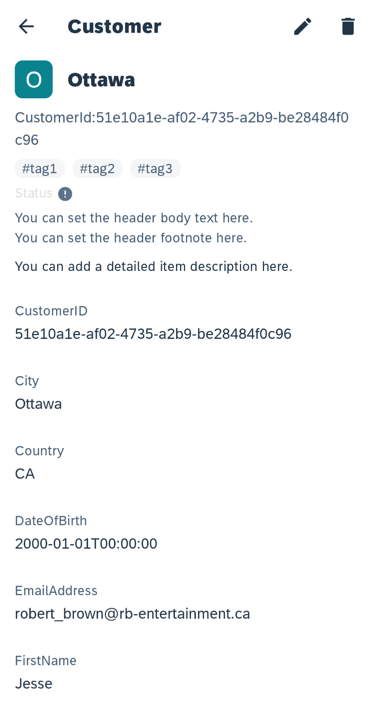 Customer
O
Ottawa
CustomerId:51e10a1e-af02-4735-a2b9-be28484f0
c96
#tag1 #tag2 #tag3
Status
You can set the header body text here.
You can set the header footnote here.
You can add a detailed item description here.
CustomerID
51e10a1e-af02-4735-a2b9-be28484f0c96
City
Ottawa
Country
CA
DateOfBirth
2000-01-01T00:00:00
EmailAddress
robert_brown@rb-entertainment.ca
FirstName
Jesse